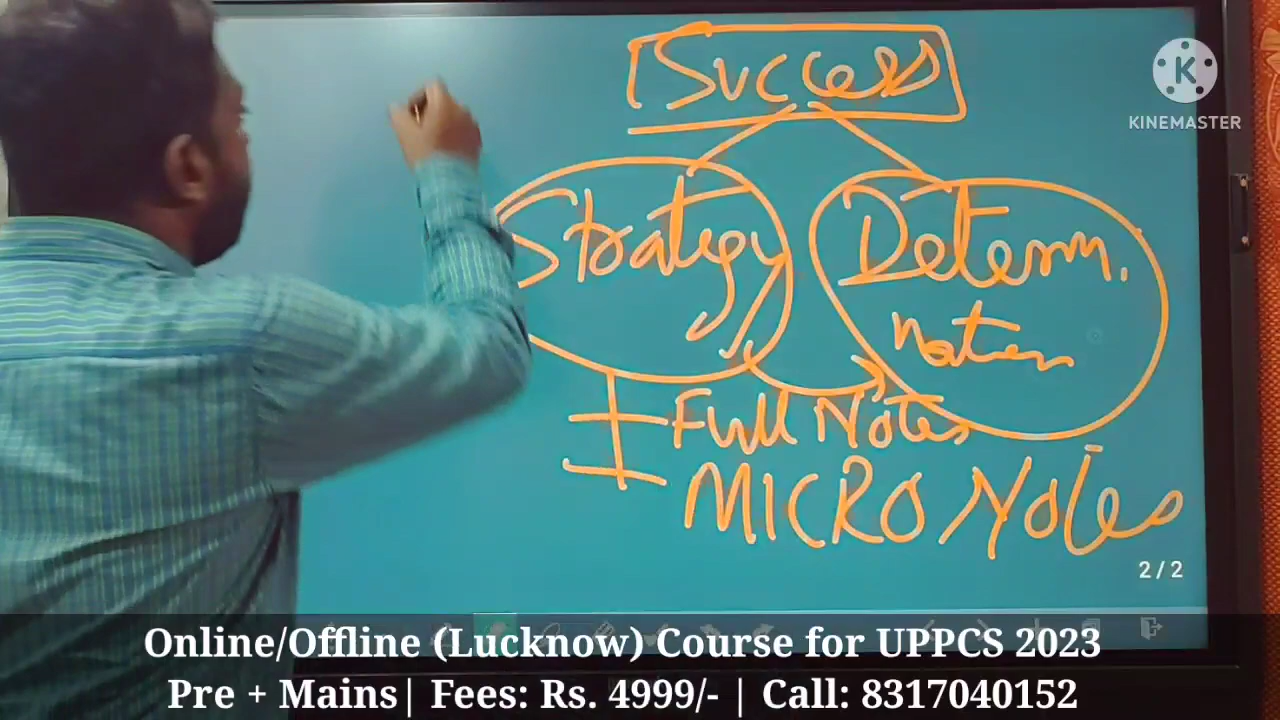 Success
Strategy
Determ.
nation
Full Notes
MICRO Notes
K
KINEMASTER
2/2
Online/Offline (Lucknow) Course for UPPCS 2023
Pre + Mains| Fees: Rs. 4999/- | Call: 8317040152